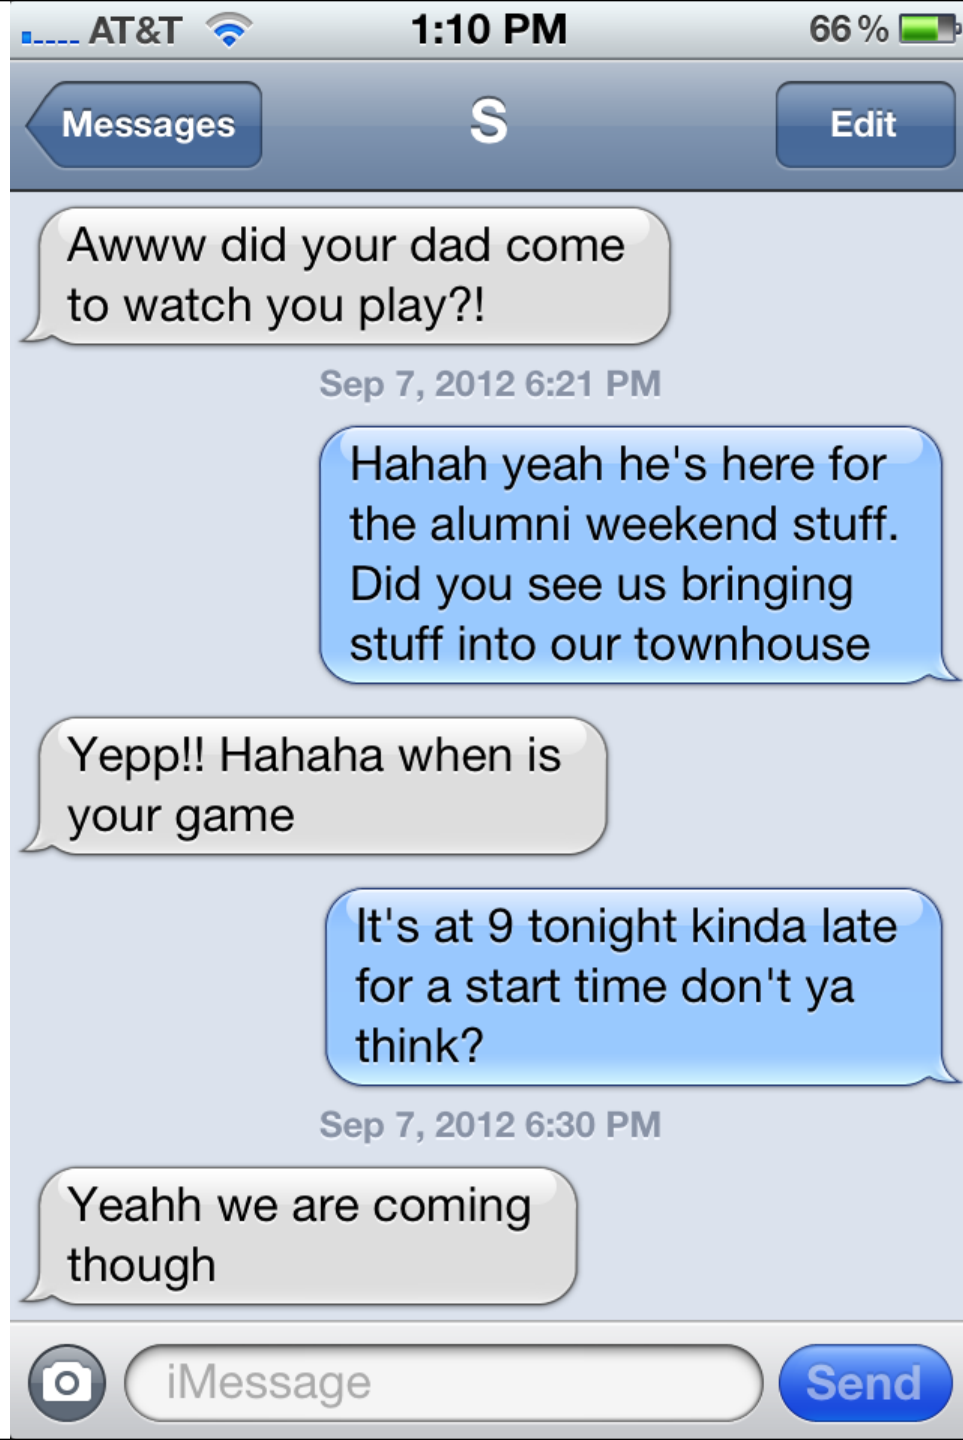 AT&T 1:10 PM 66%
Messages S Edit
Awww did your dad come
to watch you play?!
Sep 7, 2012 6:21 PM
Hahah yeah he's here for
the alumni weekend stuff.
Did you see us bringing
stuff into our townhouse
Yepp!! Hahaha when is
your game
It's at 9 tonight kinda late
for a start time don't ya
think?
Sep 7, 2012 6:30 PM
Yeahh we are coming
though
iMessage Send